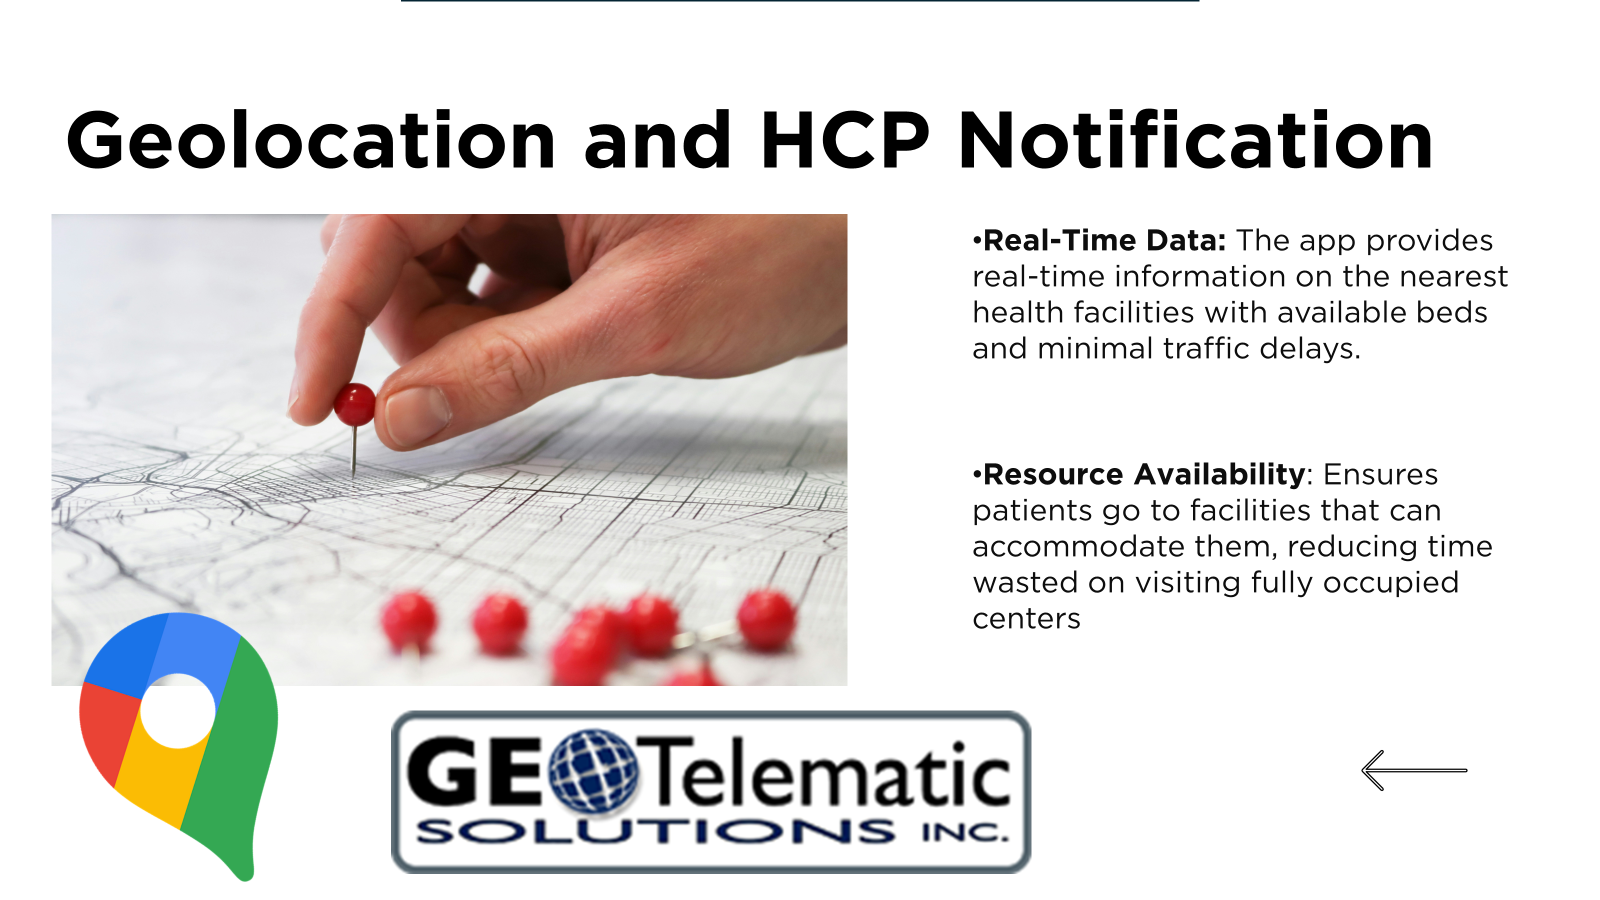 Geolocation and HCP Notification
•Real-Time Data: The app provides
real-time information on the nearest
health facilities with available beds
and minimal traffic delays.
•Resource Availability: Ensures
patients go to facilities that can
accommodate them, reducing time
wasted on visiting fully occupied
centers
GEOTelematic
SOLUTIONS INC.